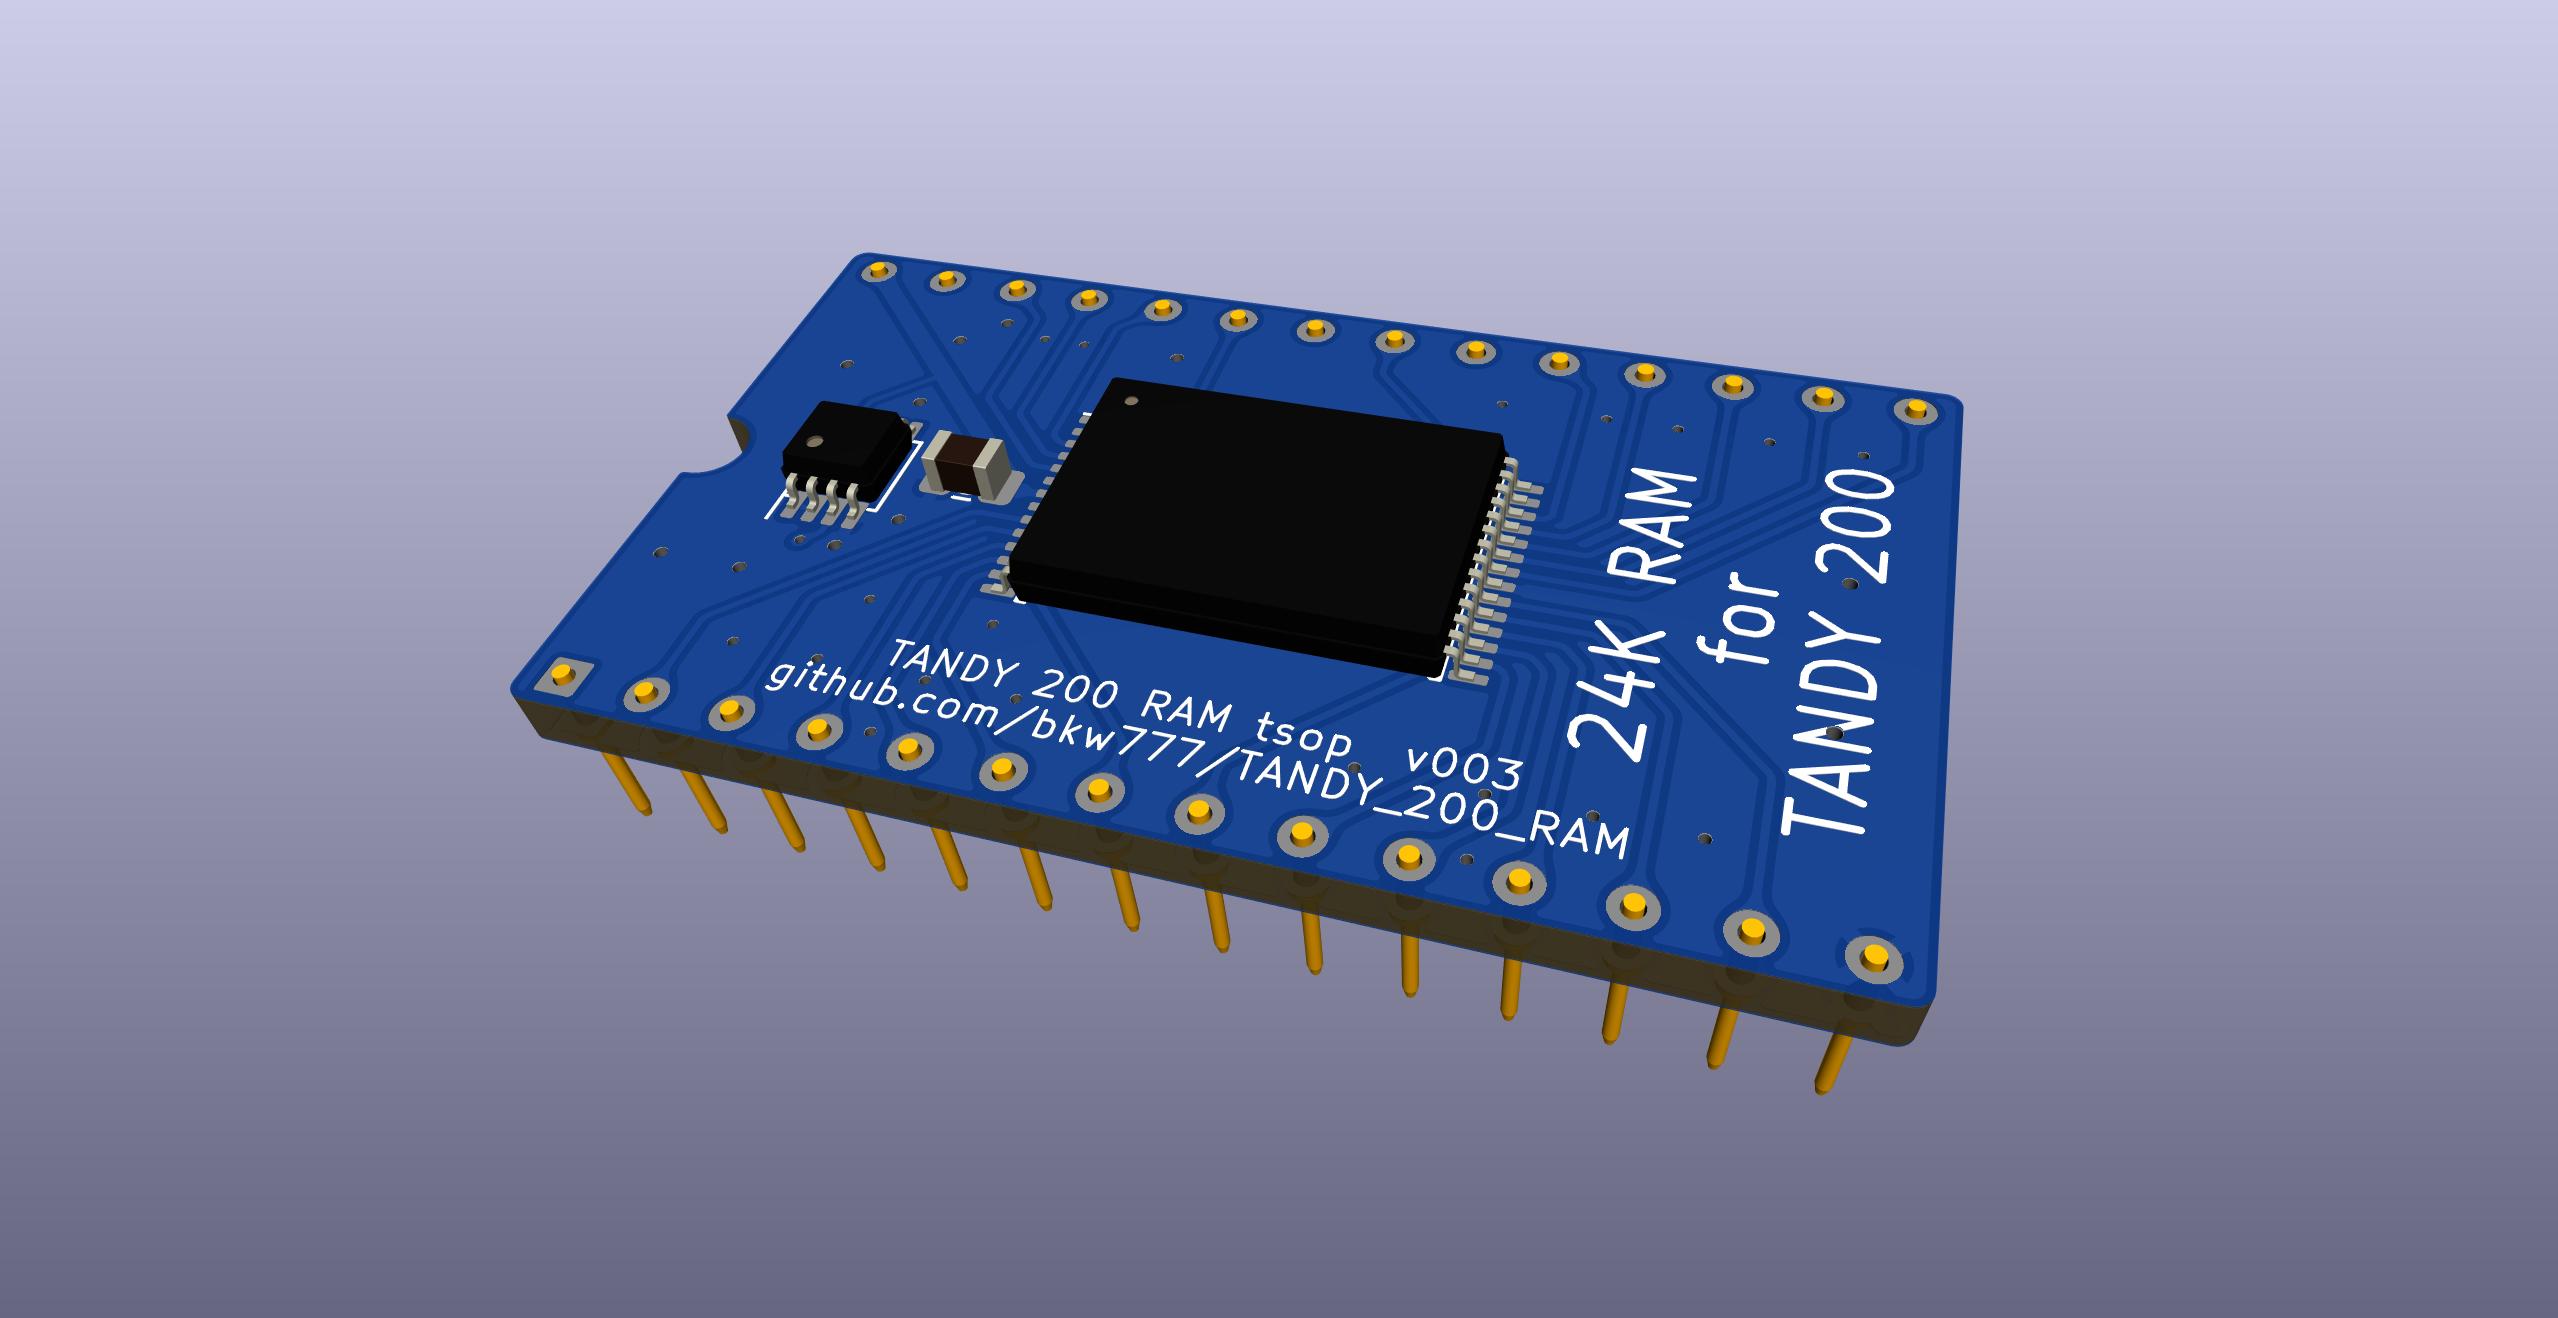 TANDY 200 RAM tsop v003
github.com/bkw777/TANDY_200_RAM
24K RAM
for
TANDY 200